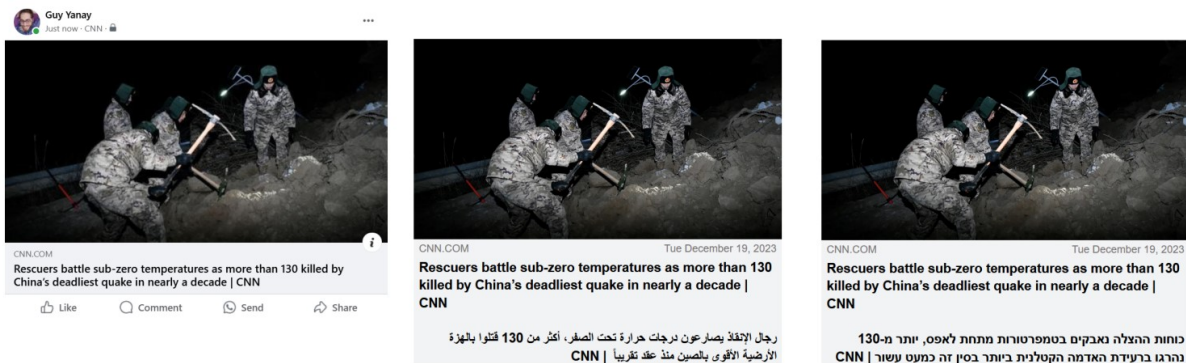 Guy Yanay
Just now · CNN ·
CNN.COM
Rescuers battle sub-zero temperatures as more than 130 killed by
China's deadliest quake in nearly a decade | CNN
Like Comment Send Share
CNN.COM Tue December 19, 2023
Rescuers battle sub-zero temperatures as more than 130
killed by China's deadliest quake in nearly a decade |
CNN
رجال الإنقاذ يصارعون درجات حرارة تحت الصفر، أكثر من 130 قتلوا بالهزة
الأرضية الأقوى بالصين منذ عقد تقريباً | CNN
CNN.COM Tue December 19, 2023
Rescuers battle sub-zero temperatures as more than 130
killed by China's deadliest quake in nearly a decade |
CNN
כוחות ההצלה נאבקים בטמפרטורות מתחת לאפס, יותר מ-130
נהרגו ברעידת האדמה הקטלנית ביותר בסין זה כמעט עשור | CNN